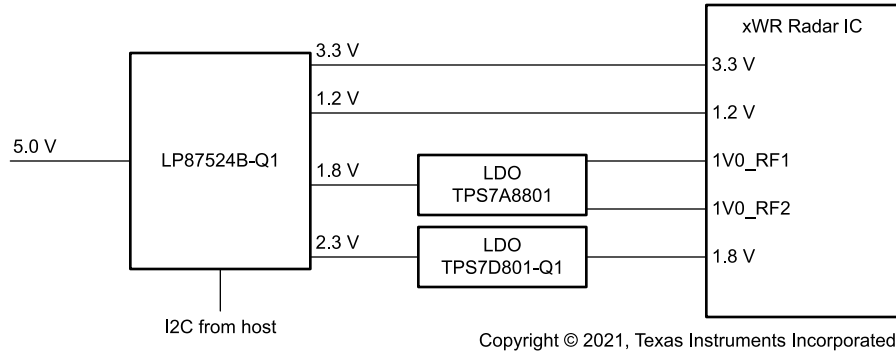 xWR Radar IC
3.3 V
3.3 V
1.2 V
1.2 V
5.0 V
LP87524B-Q1
1.8 V
LDO
TPS7A8801
1V0_RF1
1V0_RF2
2.3 V
LDO
TPS7D801-Q1
1.8 V
I2C from host
Copyright © 2021, Texas Instruments Incorporated